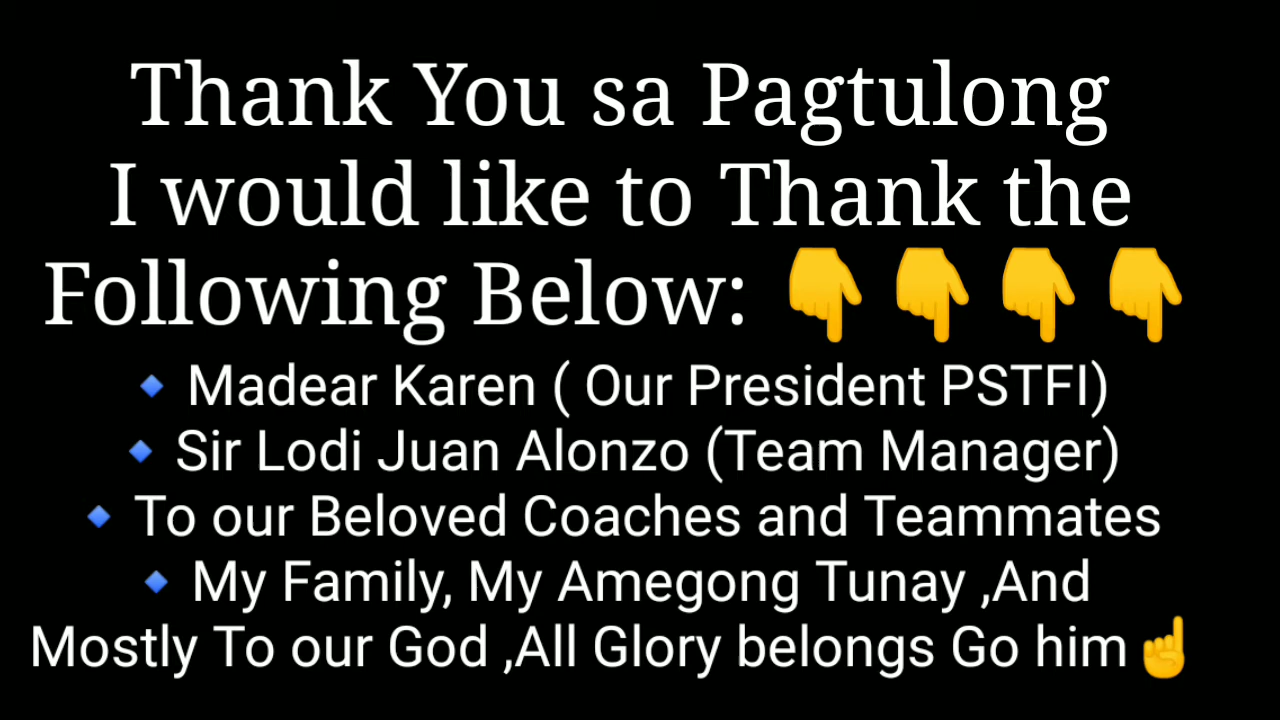 Thank You sa Pagtulong
I would like to Thank the
Following Below: 👇👇👇👇
🔹Madear Karen ( Our President PSTFI)
🔹Sir Lodi Juan Alonzo (Team Manager)
🔹To our Beloved Coaches and Teammates
🔹My Family, My Amegong Tunay ,And
Mostly To our God ,All Glory belongs Go him☝